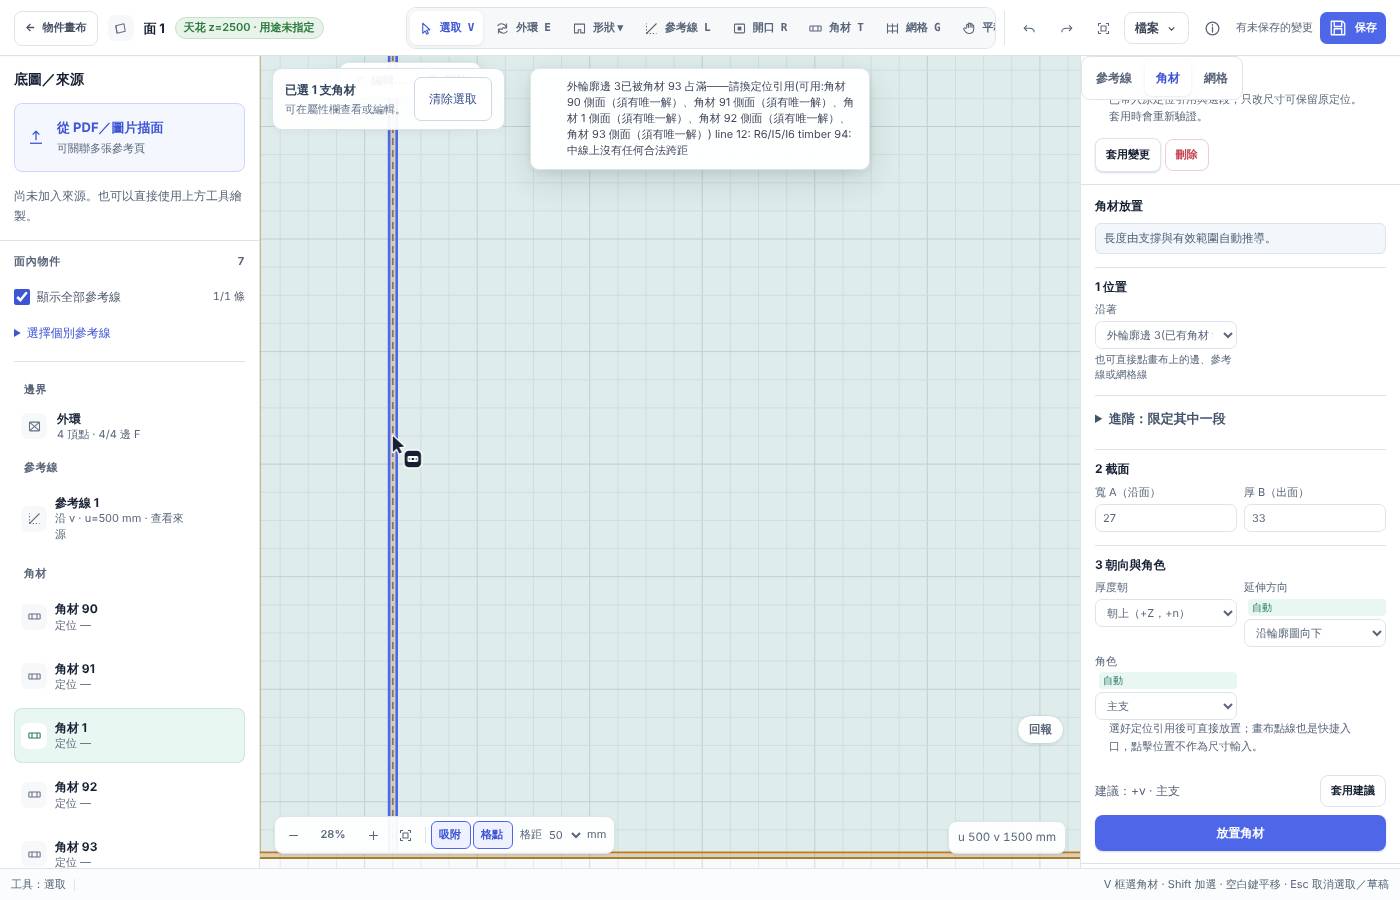 物件畫布
面 1
天花 z=2500 · 用途未指定
選取 V
外環 E
形狀▾
參考線 L
開口 R
角材 T
網格 G
檔案
有未保存的變更
保存
底圖／來源
從 PDF／圖片描面
可關聯多張參考頁
尚未加入來源。也可以直接使用上方工具繪
製。
面內物件
7
顯示全部參考線
1/1 條
選擇個別參考線
邊界
外環
4 頂點 · 4/4 邊 F
參考線
參考線 1
沿 v · u=500 mm · 查看來
源
角材
角材 90
定位 —
角材 91
定位 —
角材 1
定位 —
角材 92
定位 —
角材 93
定位 —
已選 1 支角材
可在屬性欄查看或編輯。
清除選取
外輪廓邊 3已被角材 93 占滿——請換定位引用(可用:角材
90 側面（須有唯一解）、角材 91 側面（須有唯一解）、角
材 1 側面（須有唯一解）、角材 92 側面（須有唯一解）、
角材 93 側面（須有唯一解）) line 12: R6/I5/I6 timber 94:
中線上沒有任何合法跨距
回報
28%
吸附
格點
格距
50
mm
u 500 v 1500 mm
參考線
角材
網格
已帶入原定位引用與邊段，只改尺寸可保留原定位。
套用時會重新驗證。
套用變更
刪除
角材放置
長度由支撐與有效範圍自動推導。
1 位置
沿著
外輪廓邊 3(已有角材
也可直接點畫布上的邊、參考
線或網格線
進階：限定其中一段
2 截面
寬 A（沿面）
厚 B（出面）
27
33
3 朝向與角色
厚度朝
延伸方向
朝上（+Z，+n）
自動
沿輪廓圖向下
角色
自動
主支
選好定位引用後可直接放置；畫布點線也是快捷入
口，點擊位置不作為尺寸輸入。
建議：+v · 主支
套用建議
放置角材
工具：選取
V 框選角材 · Shift 加選 · 空白鍵平移 · Esc 取消選取／草稿